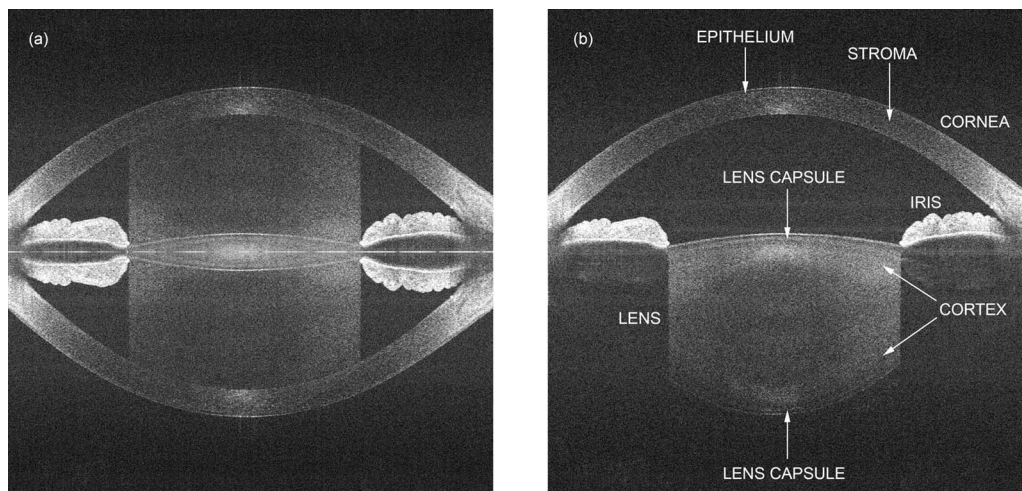 (a)
(b)
EPITHELIUM
STROMA
CORNEA
LENS CAPSULE
IRIS
LENS
CORTEX
LENS CAPSULE